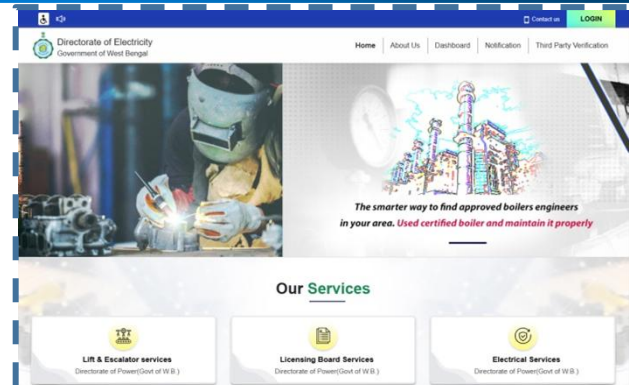 Contact us
LOGIN
Directorate of Electricity
Government of West Bengal
Home
About Us
Dashboard
Notification
Third Party Verification
The smarter way to find approved boilers engineers
in your area. Used certified boiler and maintain it properly
Our Services
Lift & Escalator services
Directorate of Power(Govt of W.B.)
Licensing Board Services
Directorate of Power(Govt of W.B.)
Electrical Services
Directorate of Power(Govt of W.B.)